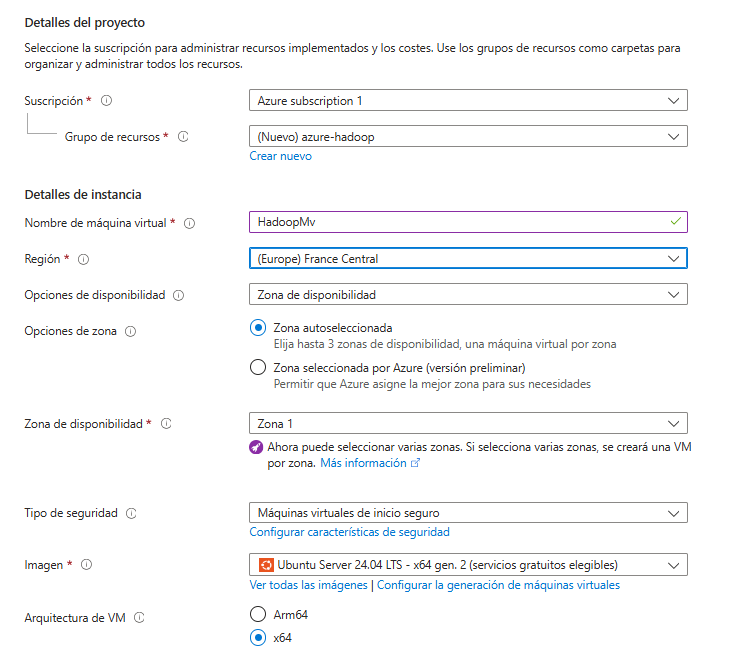 Detalles del proyecto
Seleccione la suscripción para administrar recursos implementados y los costes. Use los grupos de recursos como carpetas para
organizar y administrar todos los recursos.
Suscripción *
Azure subscription 1
Grupo de recursos *
(Nuevo) azure-hadoop
Crear nuevo
Detalles de instancia
Nombre de máquina virtual *
HadoopMv
Región *
(Europe) France Central
Opciones de disponibilidad
Zona de disponibilidad
Opciones de zona
Zona autoseleccionada
Elija hasta 3 zonas de disponibilidad, una máquina virtual por zona
Zona seleccionada por Azure (versión preliminar)
Permitir que Azure asigne la mejor zona para sus necesidades
Zona de disponibilidad *
Zona 1
Ahora puede seleccionar varias zonas. Si selecciona varias zonas, se creará una VM
por zona. Más información
Tipo de seguridad
Máquinas virtuales de inicio seguro
Configurar características de seguridad
Imagen *
Ubuntu Server 24.04 LTS - x64 gen. 2 (servicios gratuitos elegibles)
Ver todas las imágenes | Configurar la generación de máquinas virtuales
Arquitectura de VM
Arm64
x64